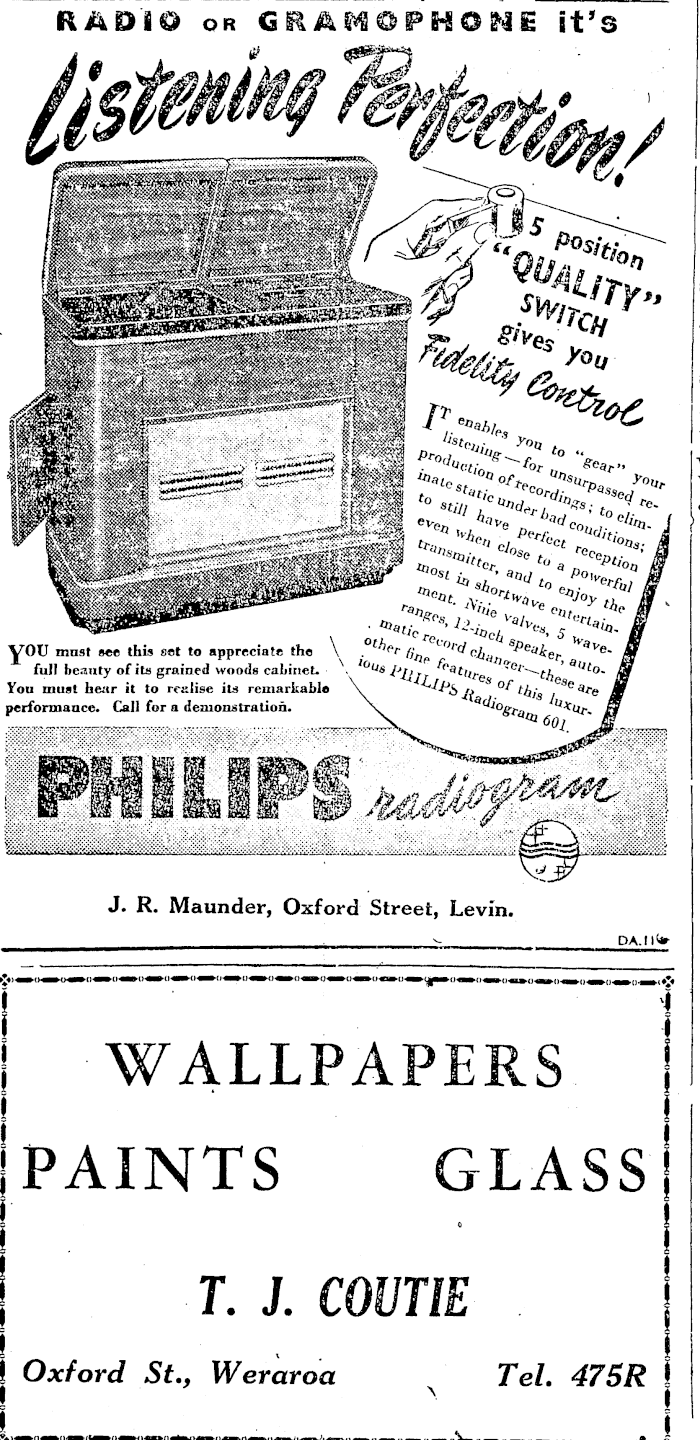 RADIO OR GRAMOPHONE it's
Listening Perfection!
5 position
"QUALITY"
SWITCH
gives you
Fidelity Control
IT enables you to "gear" your
listening—for unsurpassed re-
production of recordings; to elim-
inate static under bad conditions;
to still have perfect reception
even when close to a powerful
transmitter, and to enjoy the
most in shortwave entertain-
ment. Nine valves, 5 wave-
ranges, 12-inch speaker, auto-
matic record changer—these are
other fine features of this luxur-
ious PHILIPS Radiogram 601.
YOU must see this set to appreciate the
full beauty of its grained woods cabinet.
You must hear it to realise its remarkable
performance. Call for a demonstration.
PHILIPS radiogram
J. R. Maunder, Oxford Street, Levin.
WALLPAPERS
PAINTS GLASS
T. J. COUTIE
Oxford St., Weraroa Tel. 475R